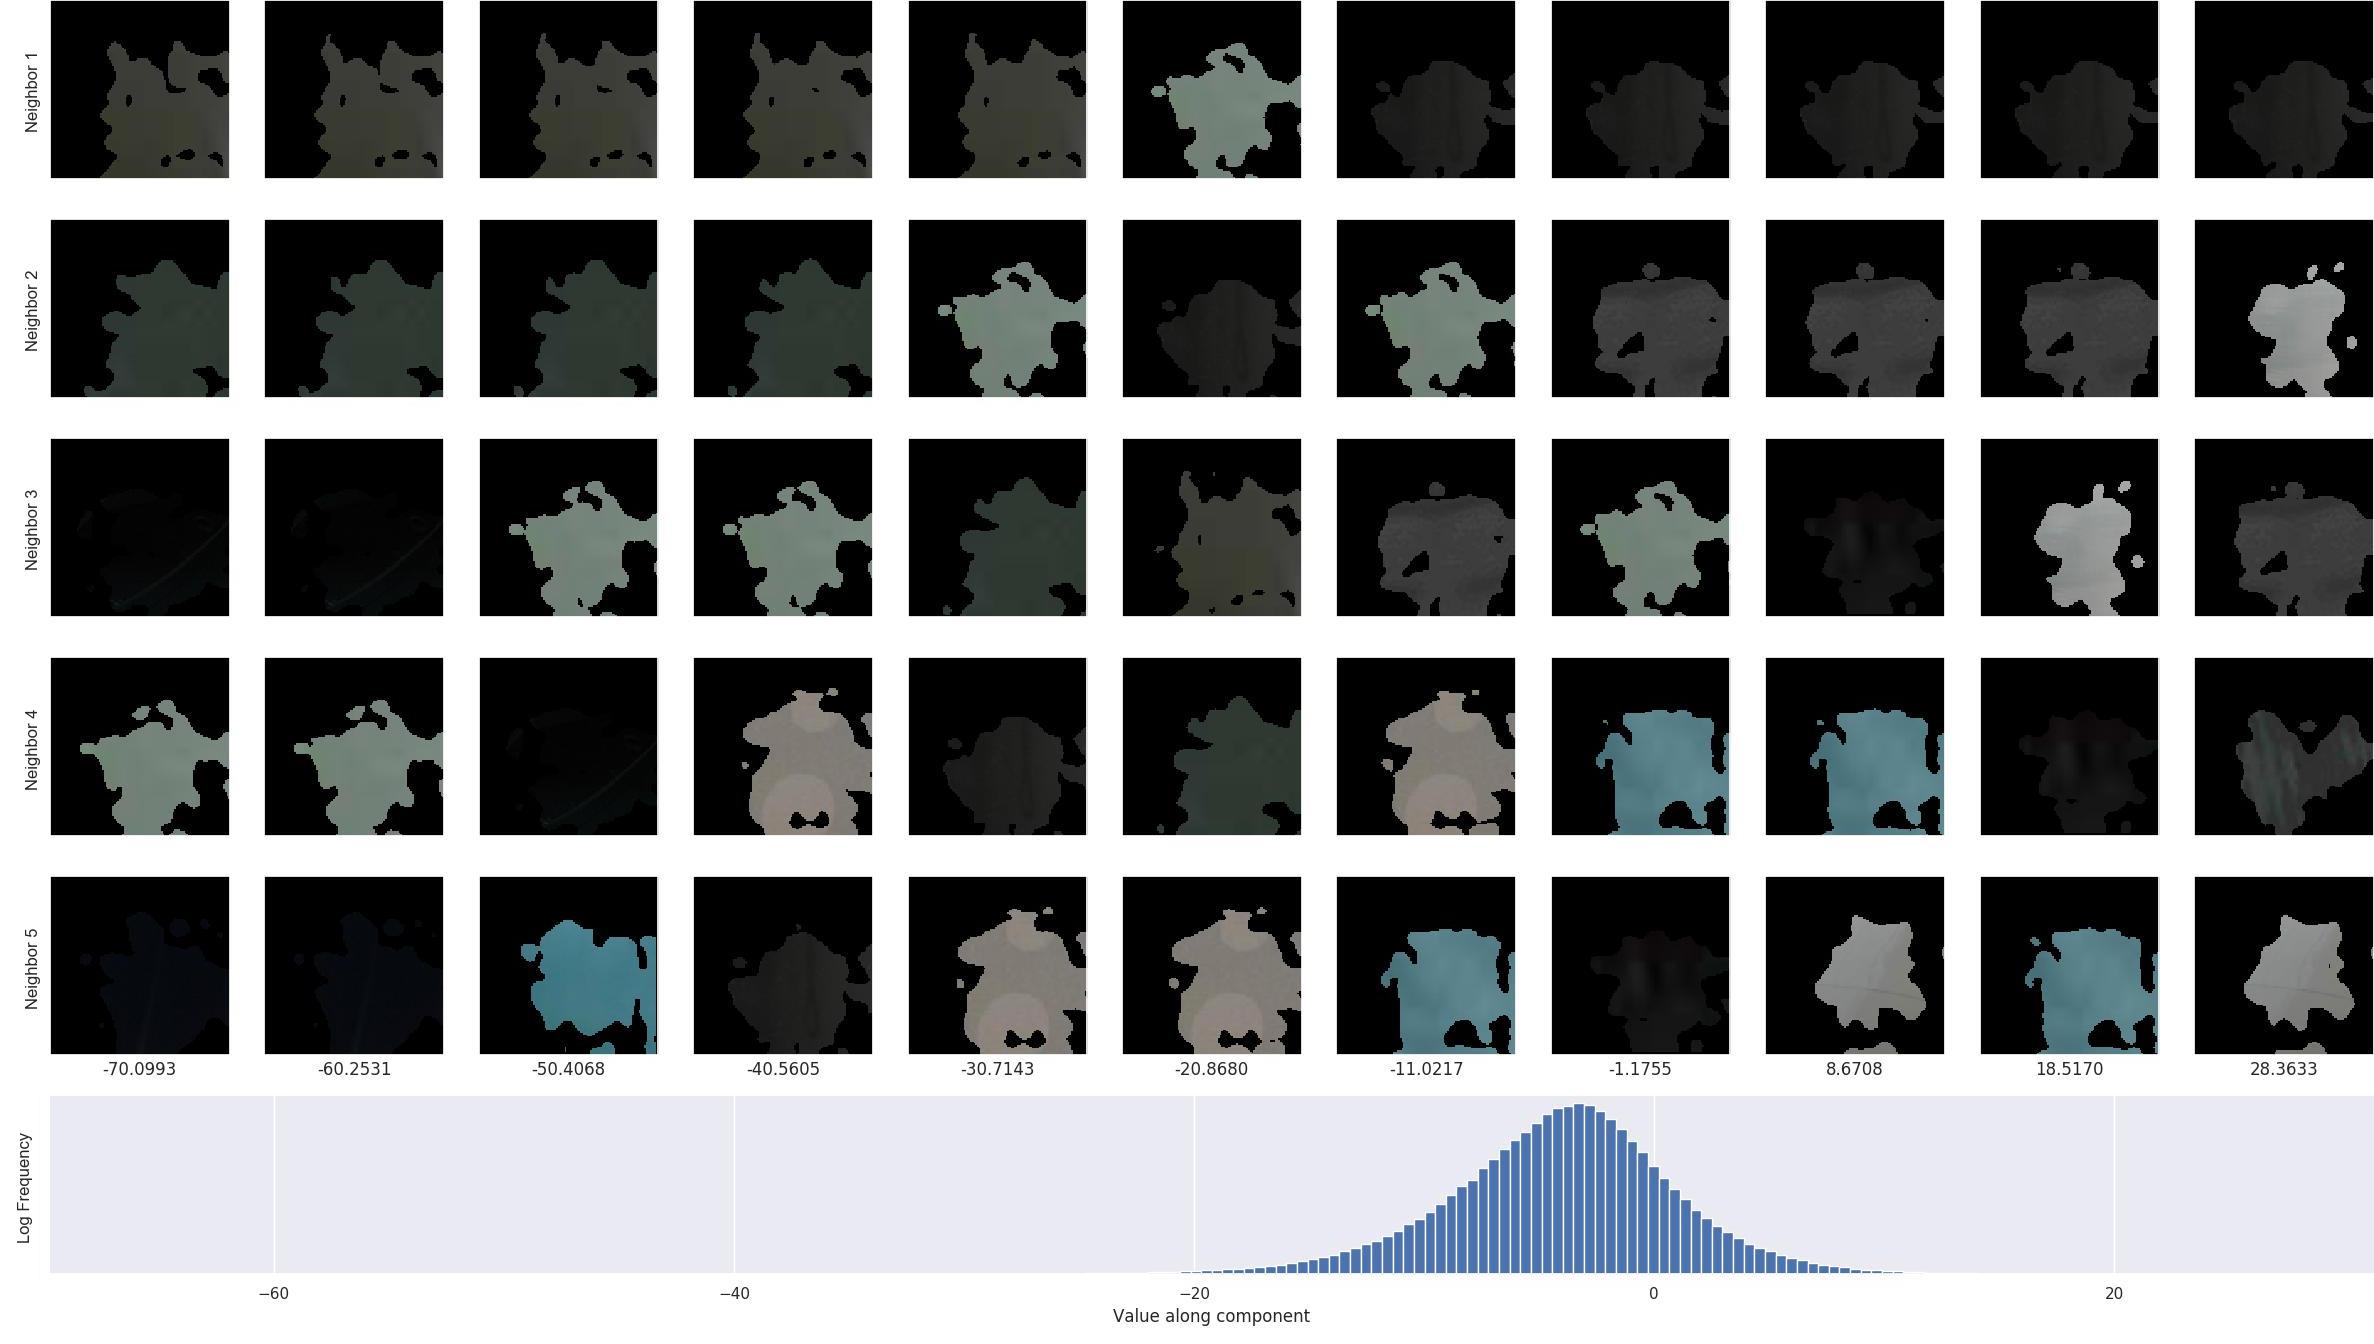 Neighbor 1
Neighbor 2
Neighbor 3
Neighbor 4
Neighbor 5
-70.0993 -60.2531 -50.4068 -40.5605 -30.7143 -20.8680 -11.0217 -1.1755 8.6708 18.5170 28.3633
Log Frequency
−60 −40 −20 0 20
Value along component